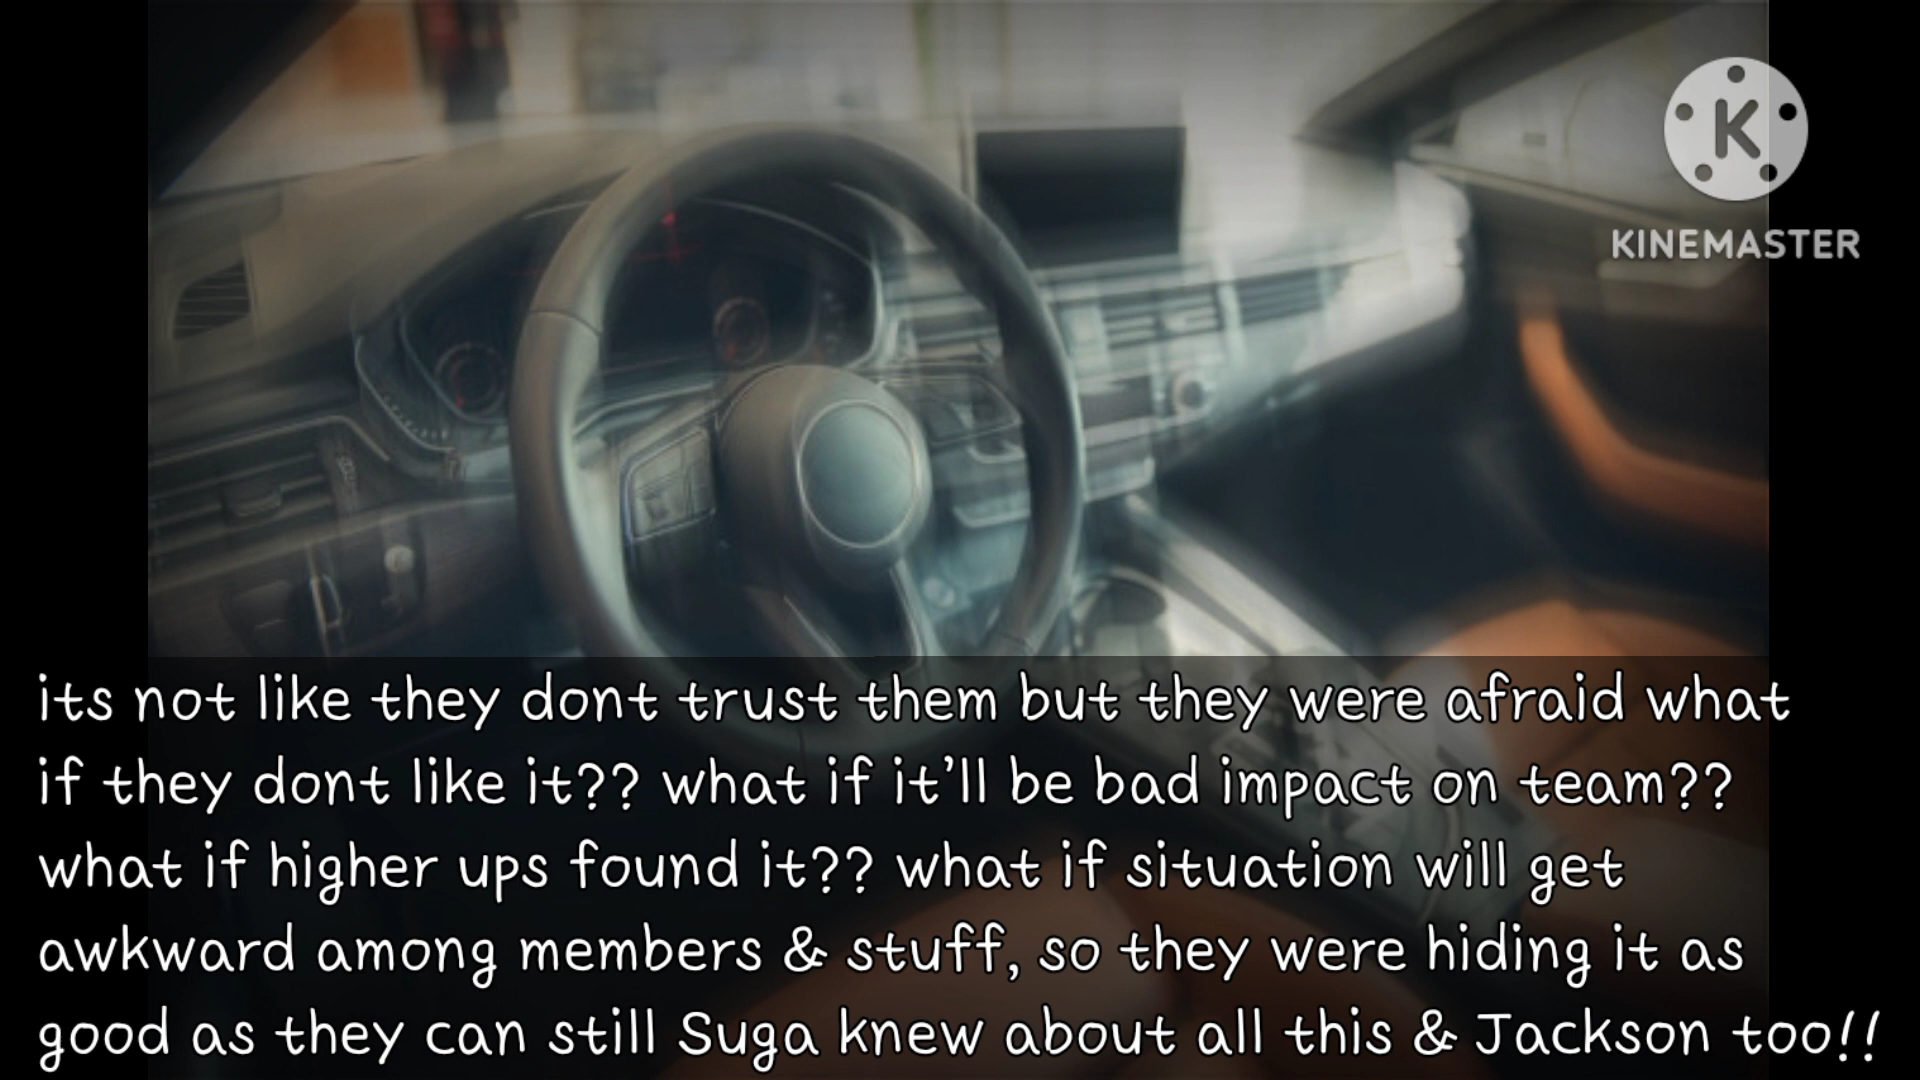 K
KINEMASTER
its not like they dont trust them but they were afraid what
if they dont like it?? what if it'll be bad impact on team??
what if higher ups found it?? what if situation will get
awkward among members & stuff, so they were hiding it as
good as they can still Suga knew about all this & Jackson too!!